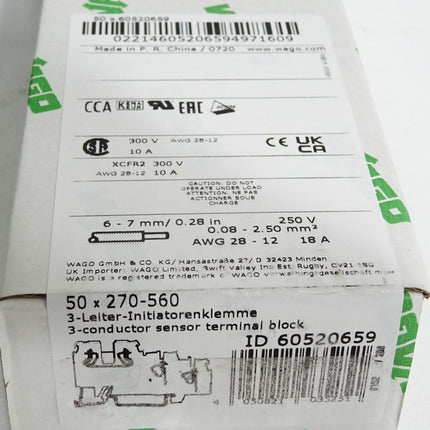 50 x 60520659
02214605206594971609
Made in P. R. China / 0720 www.wago.com
WAGO
CCA KEMA EAC
300 V AWG 28-12
10 A
CE UK CA
XCFR2 300 V
AWG 28-12 10 A
CAUTION: DO NOT
OPERATE UNDER LOAD
ATTENTION: NE PAS
ACTIONNER SOUS
CHARGE
6 - 7 mm/ 0.28 in 250 V
0.08 - 2.50 mm²
AWG 28 - 12 18 A
WAGO GmbH & CO. KG/ Hansastraße 27/ D 32423 Minden
UK Importer: WAGO Limited, Swift Valley Ind Est, Rugby, CV21 1SG
WAGO is a registered trademark of WAGO Verwaltungsgesellschaft mbH
50 x 270-560
3-Leiter-Initiatorenklemme
3-conductor sensor terminal block
ID 60520659
WAGO